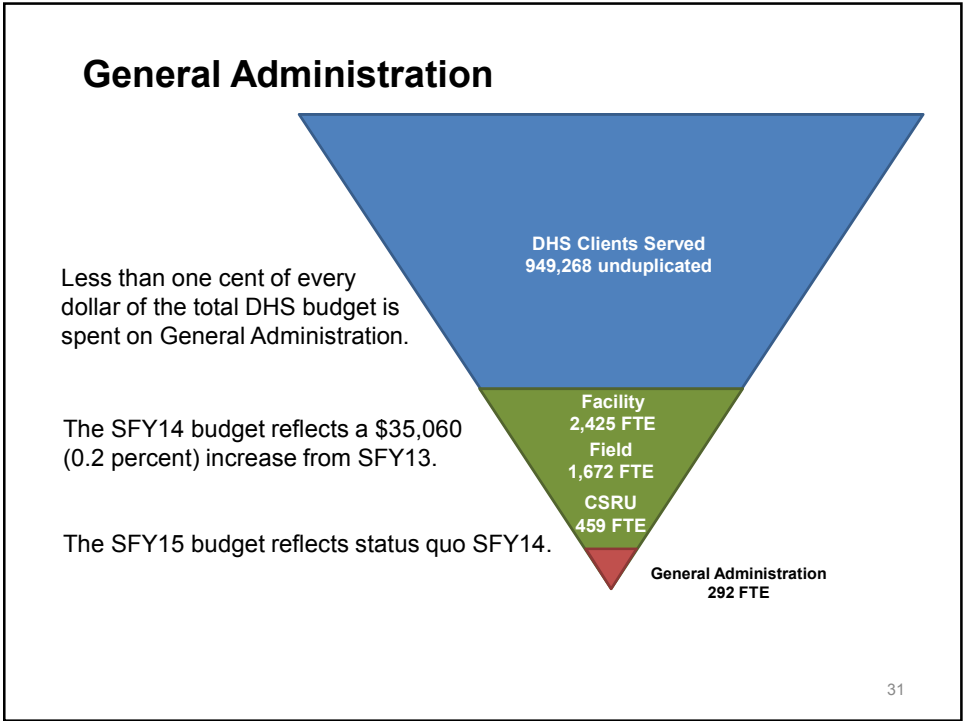 General Administration
DHS Clients Served
949,268 unduplicated
Less than one cent of every
dollar of the total DHS budget is
spent on General Administration.
Facility
2,425 FTE
Field
1,672 FTE
CSRU
459 FTE
The SFY14 budget reflects a $35,060
(0.2 percent) increase from SFY13.
The SFY15 budget reflects status quo SFY14.
General Administration
292 FTE
31